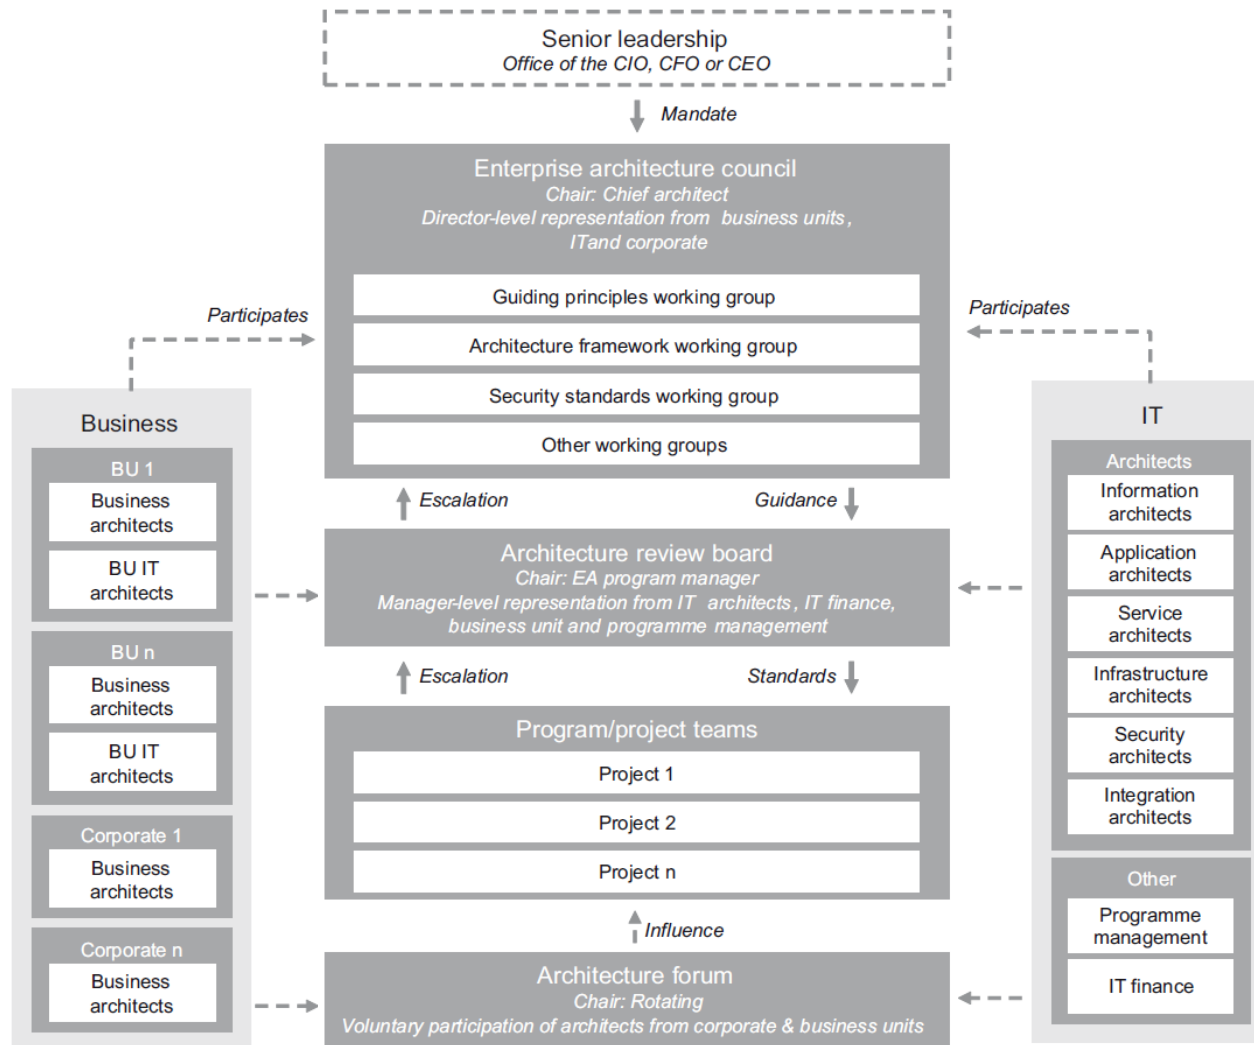 Senior leadership
Office of the CIO, CFO or CEO
Mandate
Enterprise architecture council
Chair: Chief architect
Director-level representation from business units,
ITand corporate
Guiding principles working group
Architecture framework working group
Security standards working group
Other working groups
Participates
Participates
Escalation
Guidance
Architecture review board
Chair: EA program manager
Manager-level representation from IT architects, IT finance,
business unit and programme management
Escalation
Standards
Program/project teams
Project 1
Project 2
Project n
Influence
Architecture forum
Chair: Rotating
Voluntary participation of architects from corporate & business units
Business
BU 1
Business
architects
BU IT
architects
BU n
Business
architects
BU IT
architects
Corporate 1
Business
architects
Corporate n
Business
architects
IT
Architects
Information
architects
Application
architects
Service
architects
Infrastructure
architects
Security
architects
Integration
architects
Other
Programme
management
IT finance